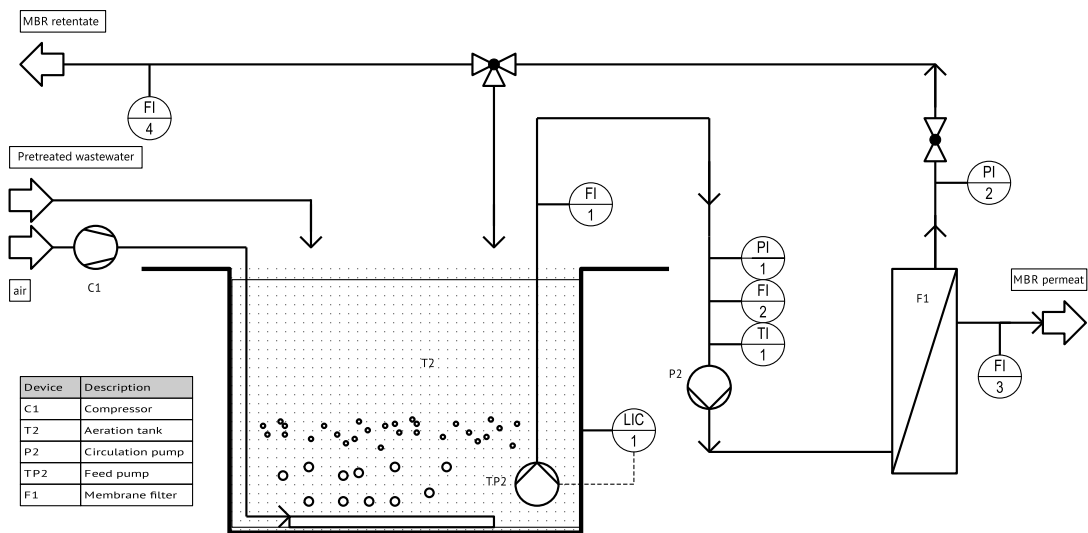 MBR retentate
FI
4
Pretreated wastewater
air
C1
FI
1
PI
2
PI
1
FI
2
TI
1
MBR permeat
F1
FI
3
T2
P2
LIC
1
TP2
Device Description
C1 Compressor
T2 Aeration tank
P2 Circulation pump
TP2 Feed pump
F1 Membrane filter